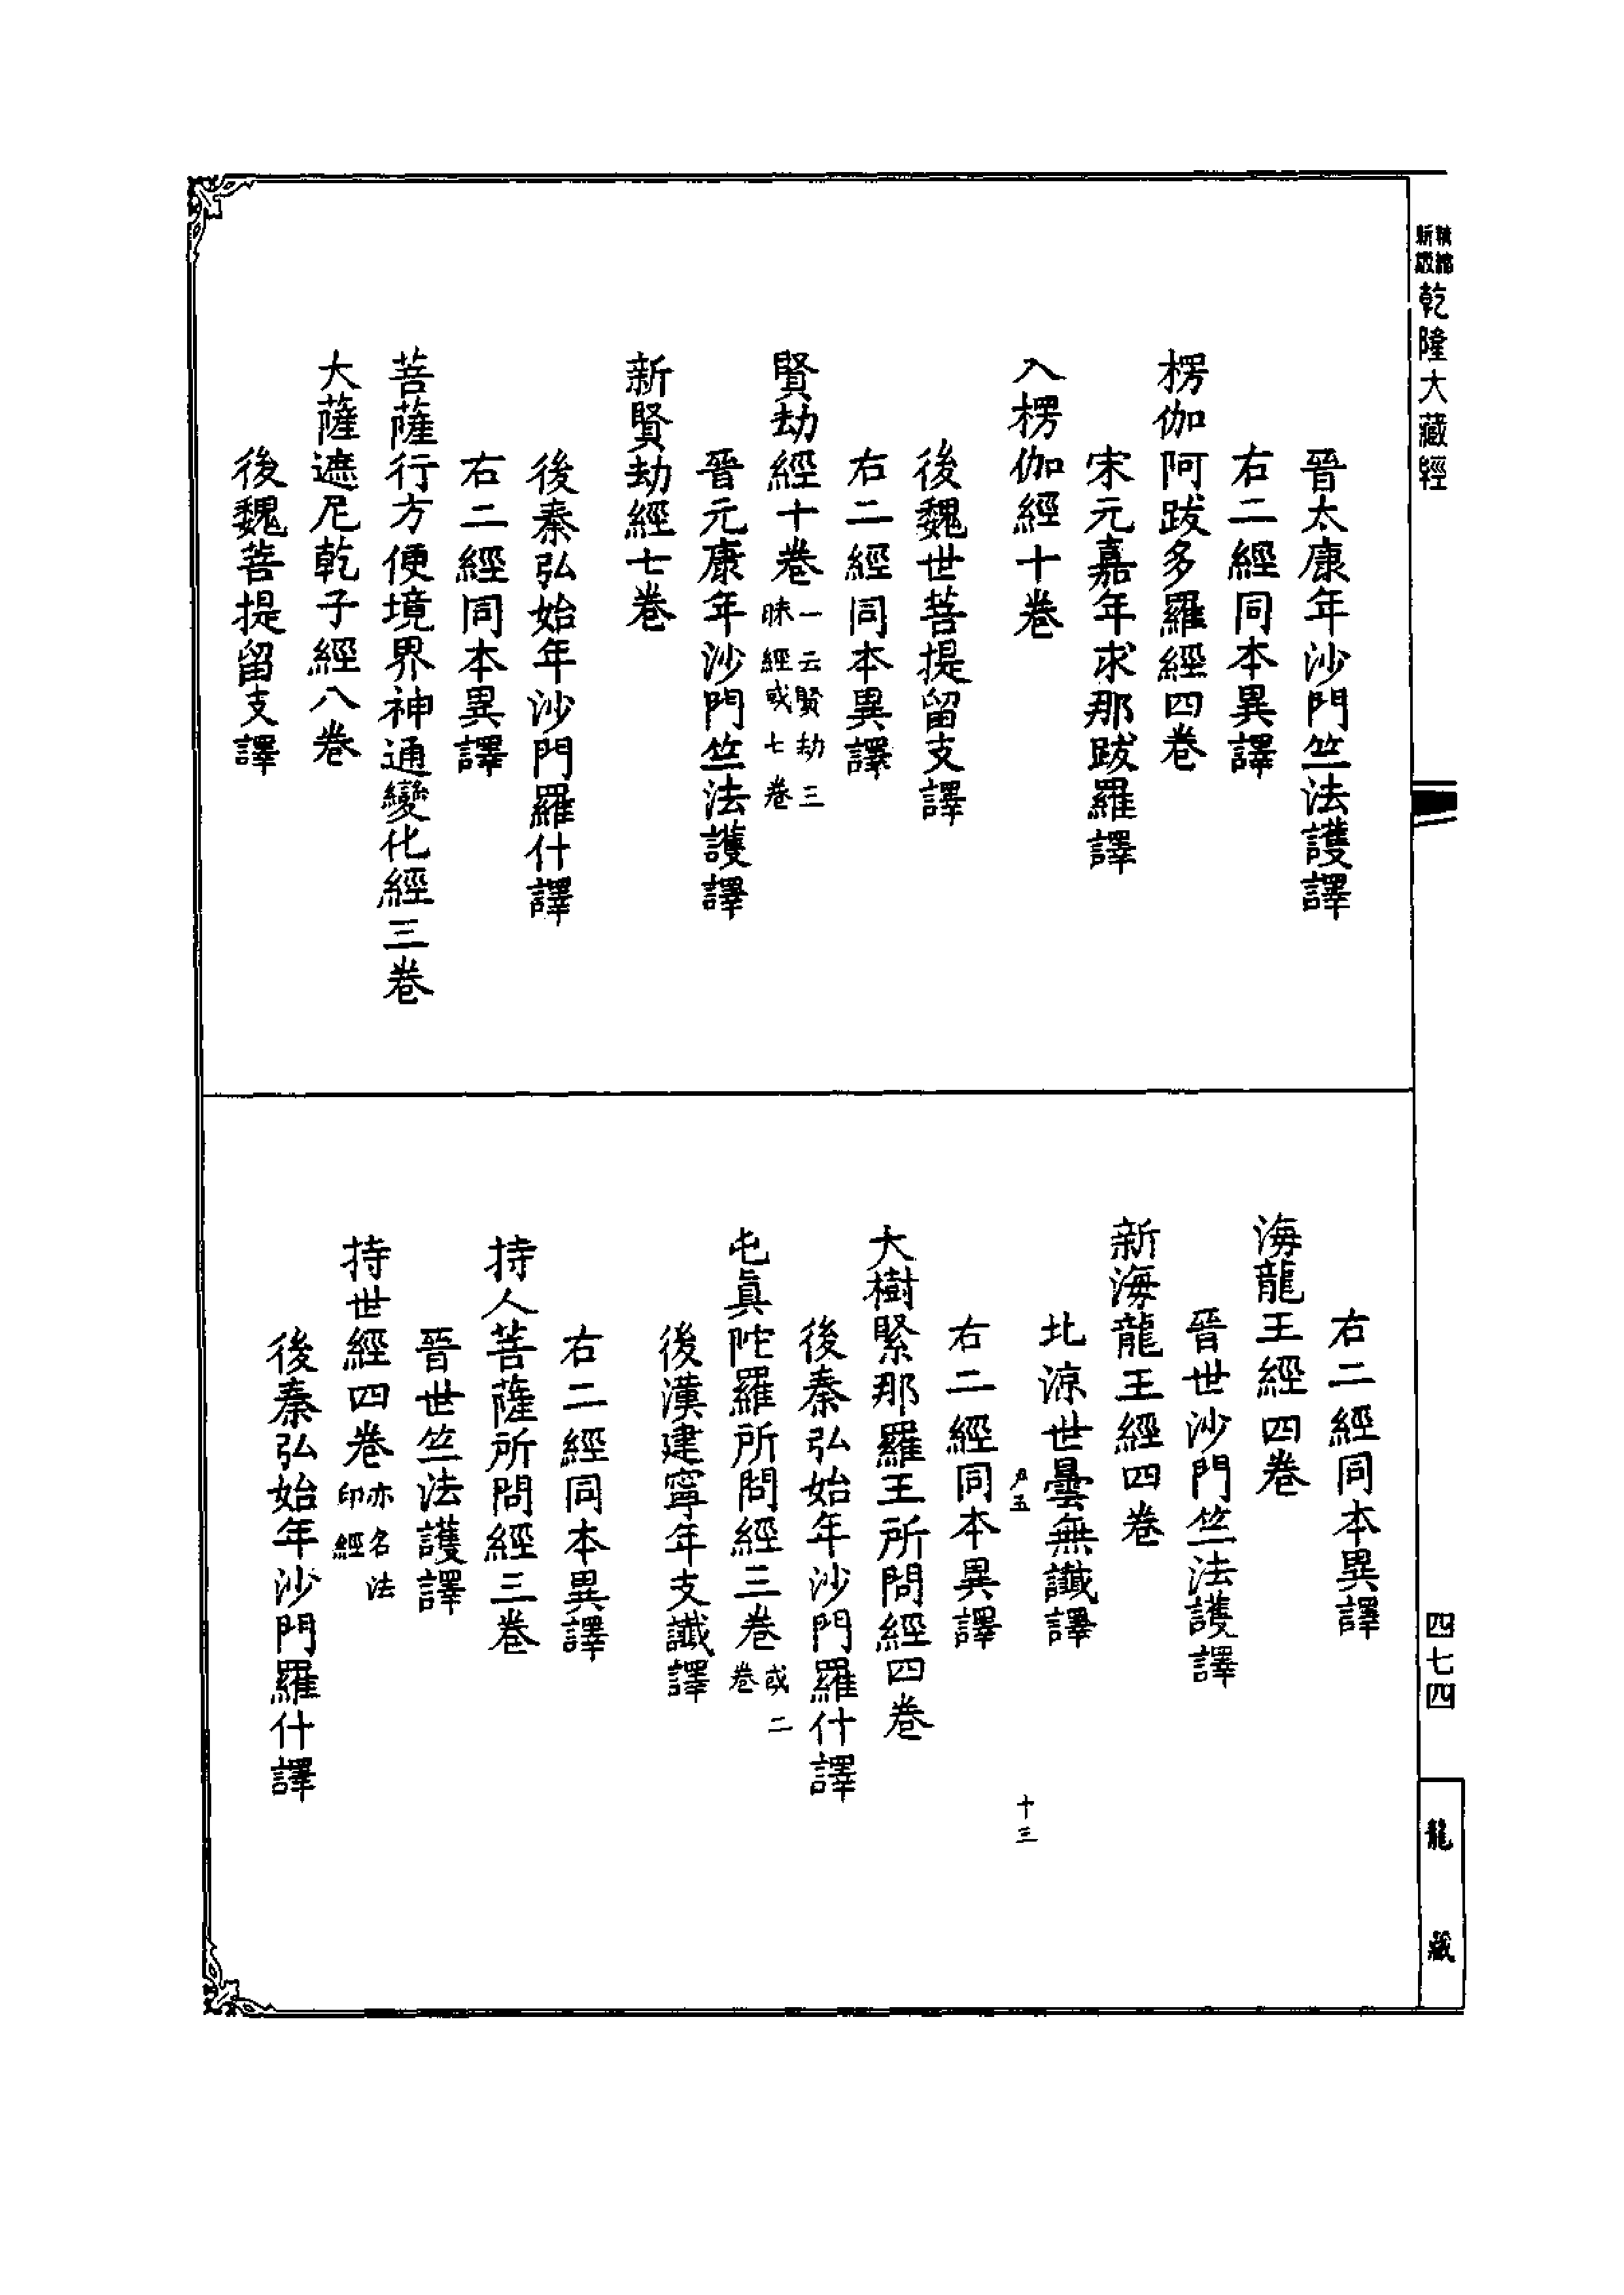 新版精縮乾隆大藏經
晉太康年沙門竺法護譯
右二經同本異譯
楞伽阿跋多羅經四卷
宋元嘉年求那跋羅譯
入楞伽經十卷
後魏世菩提留支譯
右二經同本異譯
賢劫經十卷一云賢劫三昧經或七卷
晉元康年沙門竺法護譯
新賢劫經七卷
後秦弘始年沙門羅什譯
右二經同本異譯
菩薩行方便境界神通變化經三卷
大薩遮尼乾子經八卷
後魏菩提留支譯
右二經同本異譯
海龍王經四卷
晉世沙門竺法護譯
新海龍王經四卷
北涼世曇無讖譯
戶五
十三
右二經同本異譯
大樹緊那羅王所問經四卷
後秦弘始年沙門羅什譯
屯真陀羅所問經三卷或二卷
後漢建寧年支讖譯
右二經同本異譯
持人菩薩所問經三卷
晉世竺法護譯
持世經四卷亦名法印經
後秦弘始年沙門羅什譯
四七四
龍藏